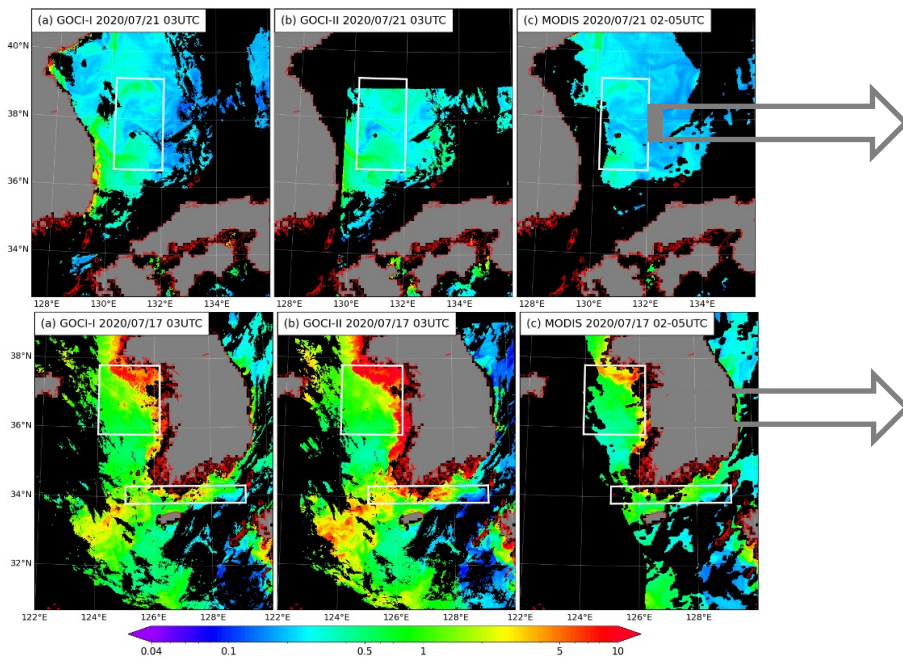 (a) GOCI-I 2020/07/21 03UTC (b) GOCI-II 2020/07/21 03UTC (c) MODIS 2020/07/21 02-05UTC
40°N
38°N
36°N
34°N
128°E 130°E 132°E 134°E 128°E 130°E 132°E 134°E 128°E 130°E 132°E 134°E
(a) GOCI-I 2020/07/17 03UTC (b) GOCI-II 2020/07/17 03UTC (c) MODIS 2020/07/17 02-05UTC
38°N
36°N
34°N
32°N
122°E 124°E 126°E 128°E 122°E 124°E 126°E 128°E 122°E 124°E 126°E 128°E
0.04 0.1 0.5 1 5 10